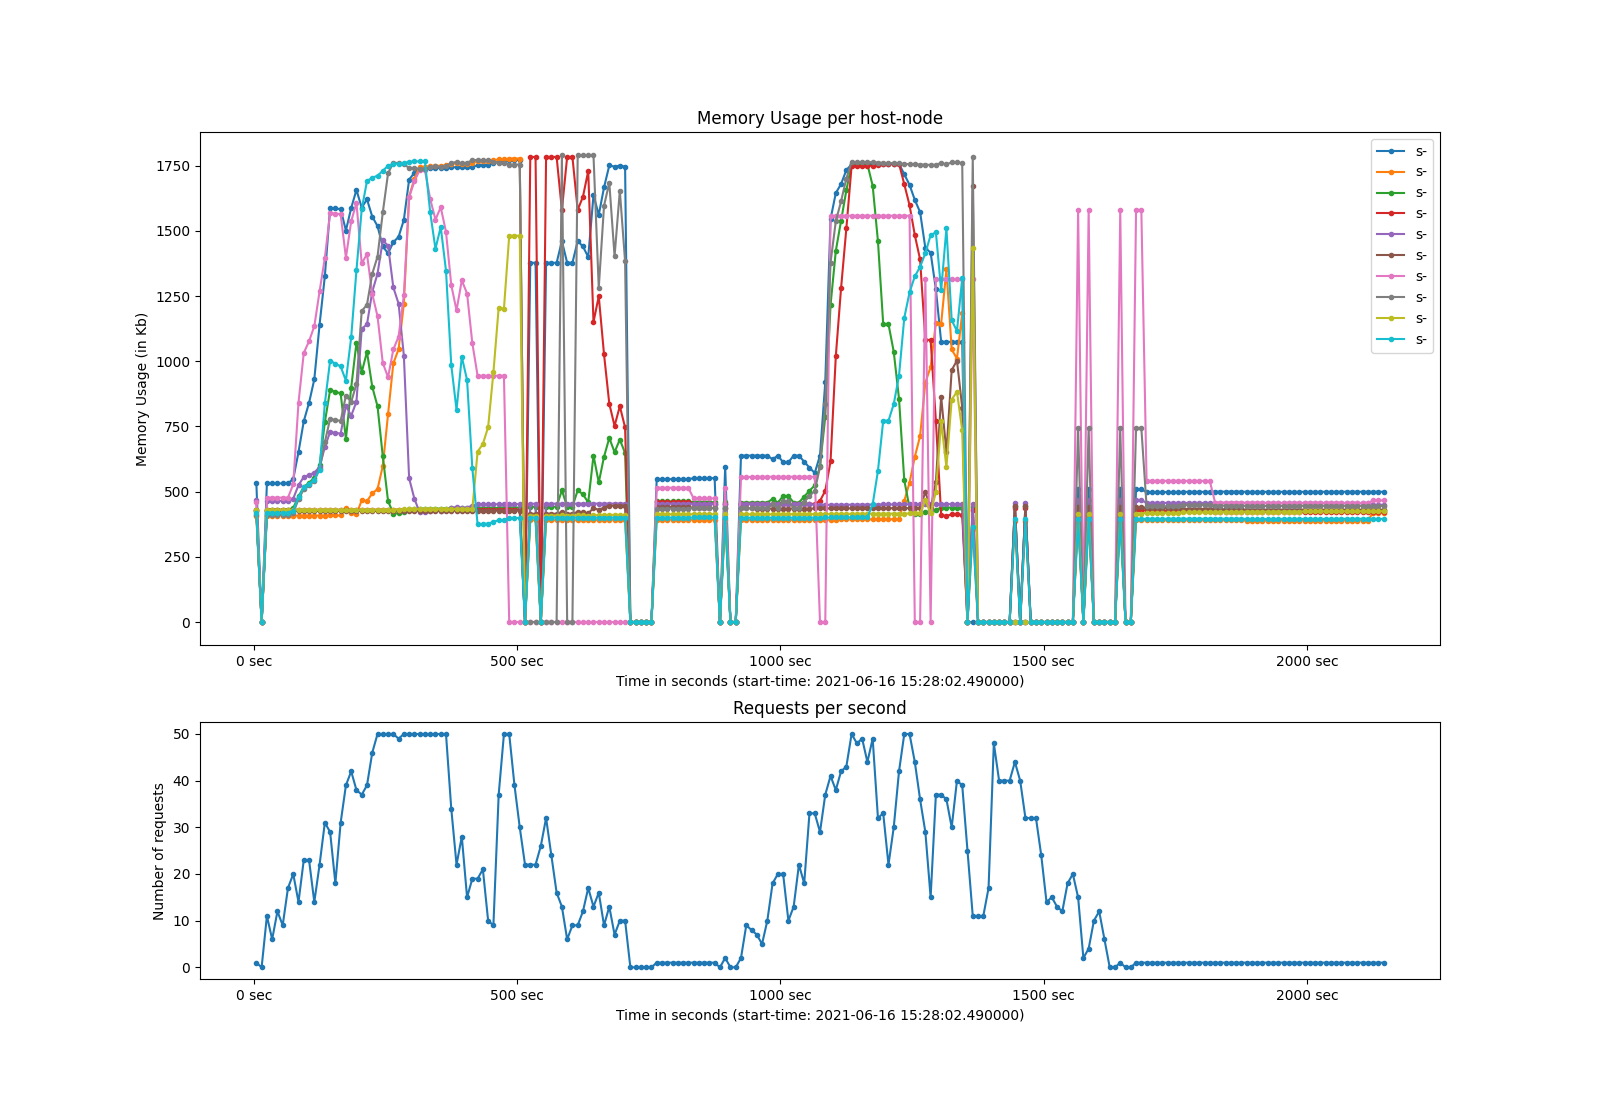 Memory Usage per host-node
Memory Usage (in Kb)
1750
1500
1250
1000
750
500
250
0
s-
s-
s-
s-
s-
s-
s-
s-
s-
s-
0 sec
500 sec
1000 sec
1500 sec
2000 sec
Time in seconds (start-time: 2021-06-16 15:28:02.490000)
Requests per second
Number of requests
50
40
30
20
10
0
0 sec
500 sec
1000 sec
1500 sec
2000 sec
Time in seconds (start-time: 2021-06-16 15:28:02.490000)